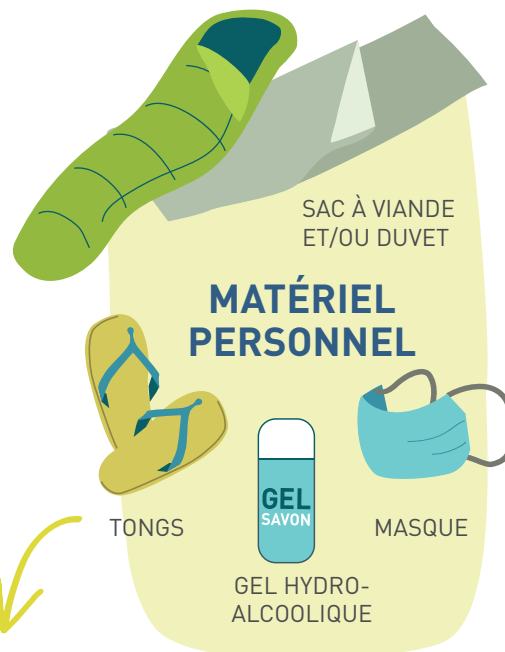 SAC À VIANDE
ET/OU DUVET
MATÉRIEL
PERSONNEL
GEL
SAVON
TONGS
MASQUE
GEL HYDRO-
ALCOOLIQUE